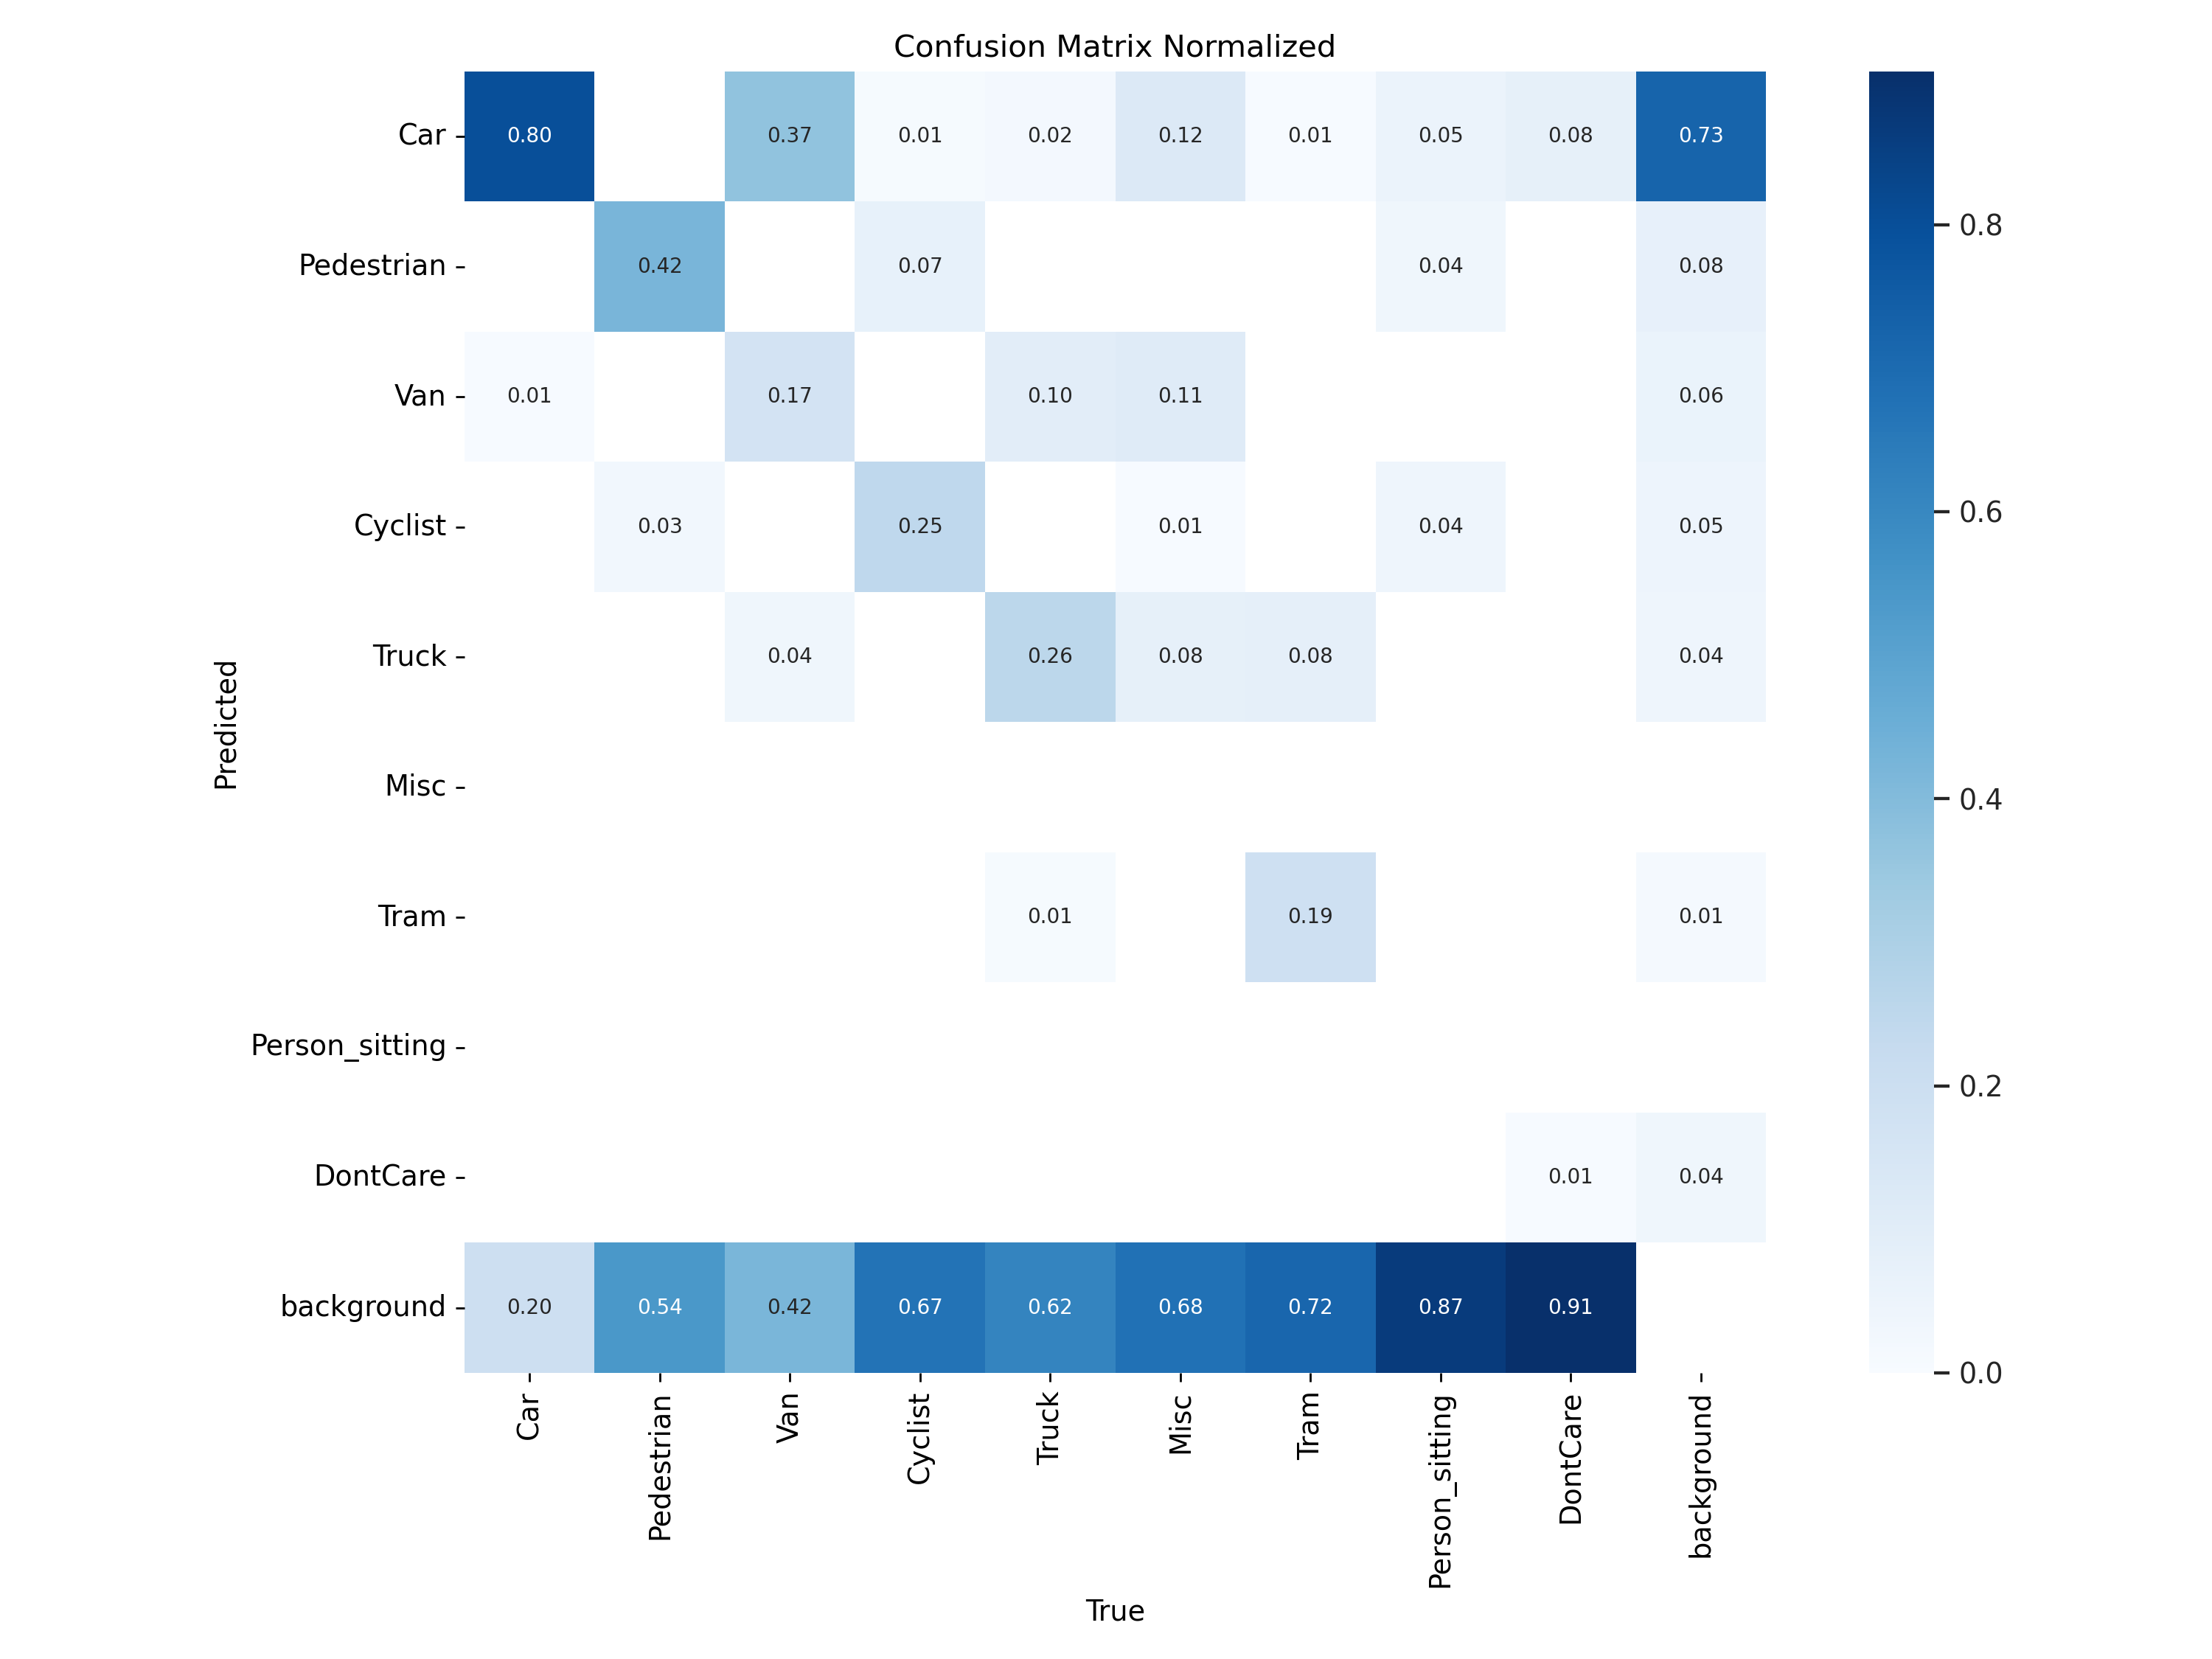 Confusion Matrix Normalized
Car 0.80 0.37 0.01 0.02 0.12 0.01 0.05 0.08 0.73
Pedestrian 0.42 0.07 0.04 0.08
Van 0.01 0.17 0.10 0.11 0.06
Cyclist 0.03 0.25 0.01 0.04 0.05
Truck 0.04 0.26 0.08 0.08 0.04
Misc
Tram 0.01 0.19 0.01
Person_sitting
DontCare 0.01 0.04
background 0.20 0.54 0.42 0.67 0.62 0.68 0.72 0.87 0.91
Predicted
Car Pedestrian Van Cyclist Truck Misc Tram Person_sitting DontCare background
True
0.8
0.6
0.4
0.2
0.0